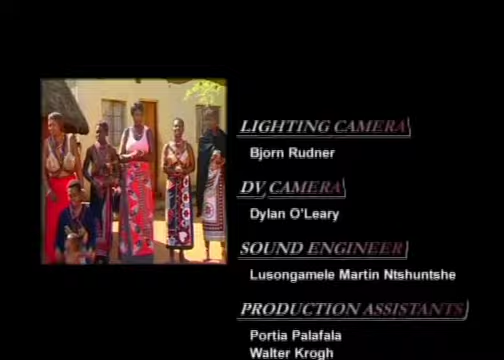 LIGHTING CAMERA
Bjorn Rudner
DV CAMERA
Dylan O'Leary
SOUND ENGINEER
Lusongamele Martin Ntshuntshe
PRODUCTION ASSISTANTS
Portia Palafala
Walter Krogh